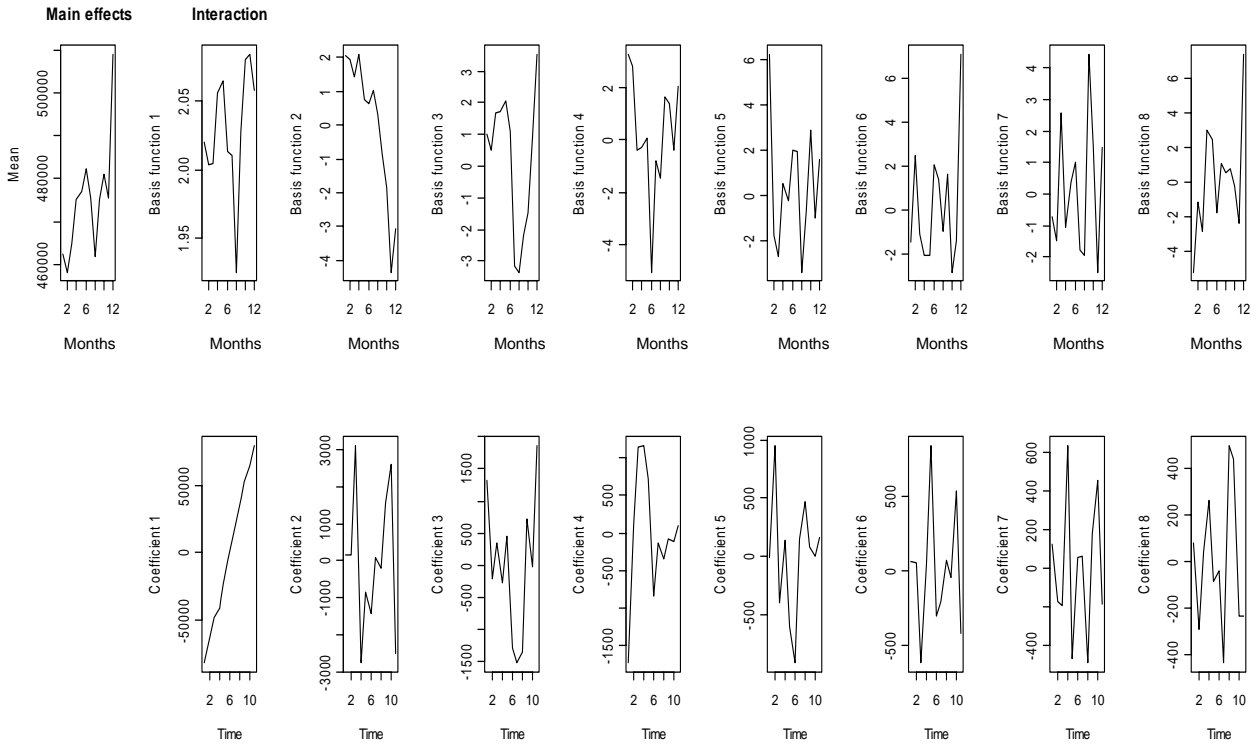 Main effects
Interaction
Mean
460000
480000
500000
2 6 12
Months
Basis function 1
1.95
2.00
2.05
2 6 12
Months
Basis function 2
-4
-3
-2
-1
0
1
2
2 6 12
Months
Basis function 3
-3
-2
-1
0
1
2
3
2 6 12
Months
Basis function 4
-4
-2
0
2
2 6 12
Months
Basis function 5
-2
0
2
4
6
2 6 12
Months
Basis function 6
-2
0
2
4
6
2 6 12
Months
Basis function 7
-2
-1
0
1
2
3
4
2 6 12
Months
Basis function 8
-4
-2
0
2
4
6
2 6 12
Months
Coefficient 1
-50000
0
50000
2 6 10
Time
Coefficient 2
-3000
-1000
0
1000
3000
2 6 10
Time
Coefficient 3
-1500
-500
0
500
1500
2 6 10
Time
Coefficient 4
-1500
-500
0
500
2 6 10
Time
Coefficient 5
-500
0
500
1000
2 6 10
Time
Coefficient 6
-500
0
500
2 6 10
Time
Coefficient 7
-400
0
200
400
600
2 6 10
Time
Coefficient 8
-400
-200
0
200
400
2 6 10
Time